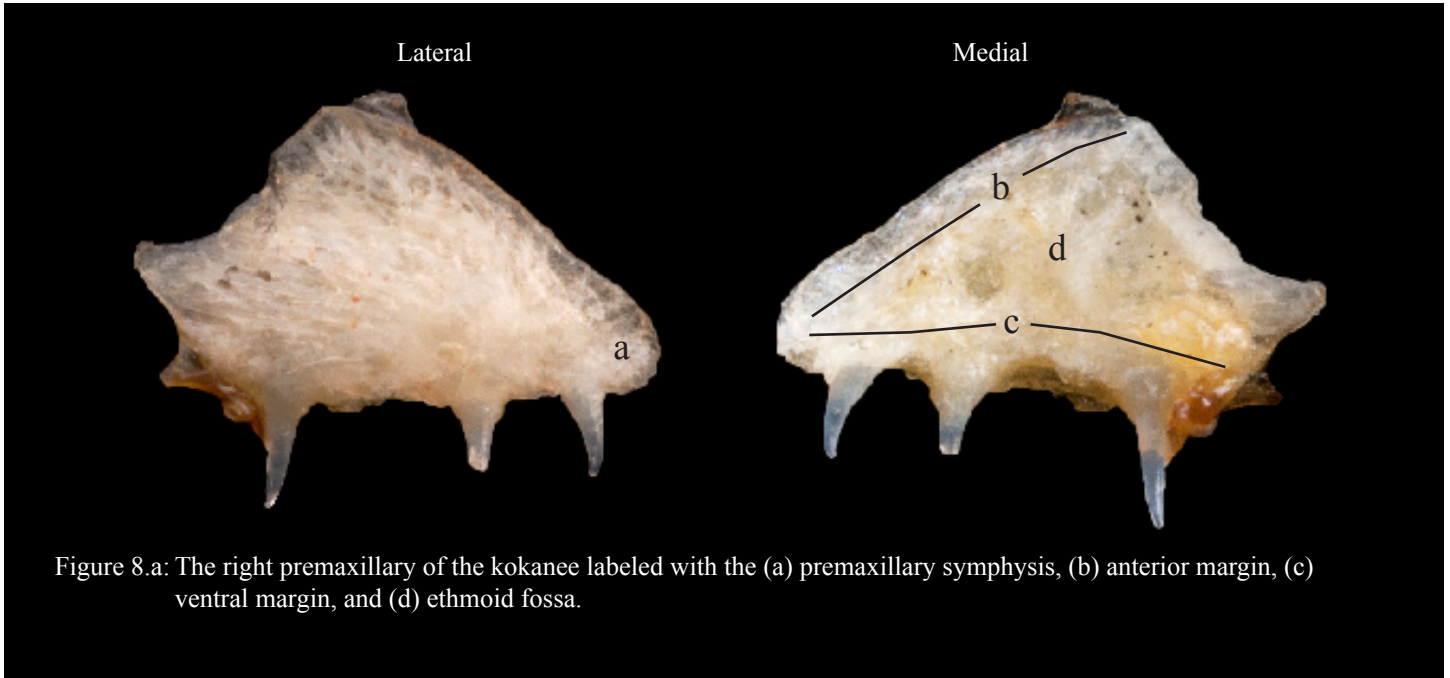 Lateral
Medial
b
d
a
c
Figure 8.a: The right premaxillary of the kokanee labeled with the (a) premaxillary symphysis, (b) anterior margin, (c)
ventral margin, and (d) ethmoid fossa.